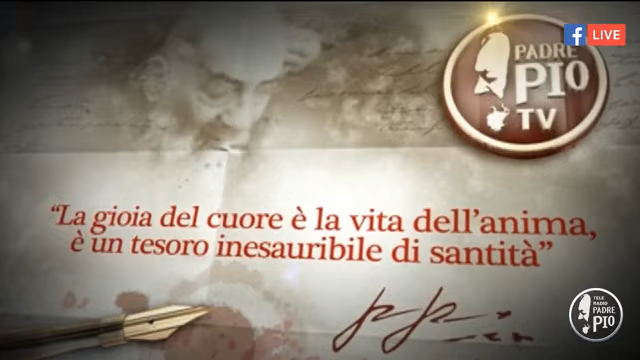 f LIVE
PADRE
PIO
TV
“La gioia del cuore è la vita dell’anima,
è un tesoro inesauribile di santità”
TELE
RADIO
PADRE
PIO